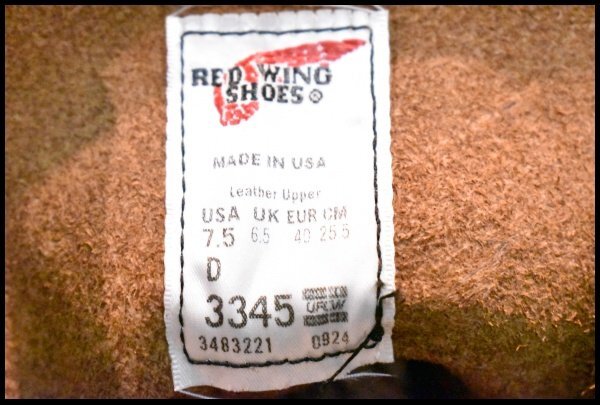 RED WING
SHOES®
MADE IN USA
Leather Upper
USA UK EUR CM
7.5 6.5 40 25.5
D
3345 UFCW
3483221 0924